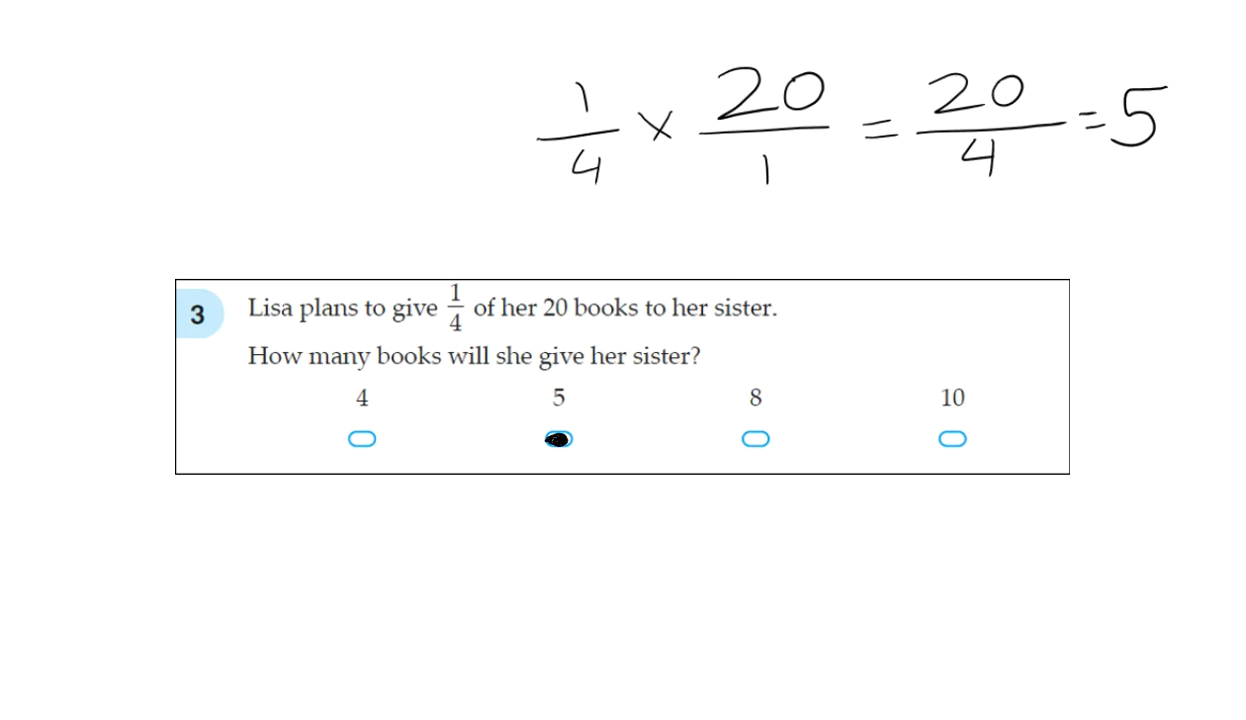 1/4 × 20/1 = 20/4 = 5
3 Lisa plans to give 1/4 of her 20 books to her sister.
How many books will she give her sister?
4 5 8 10